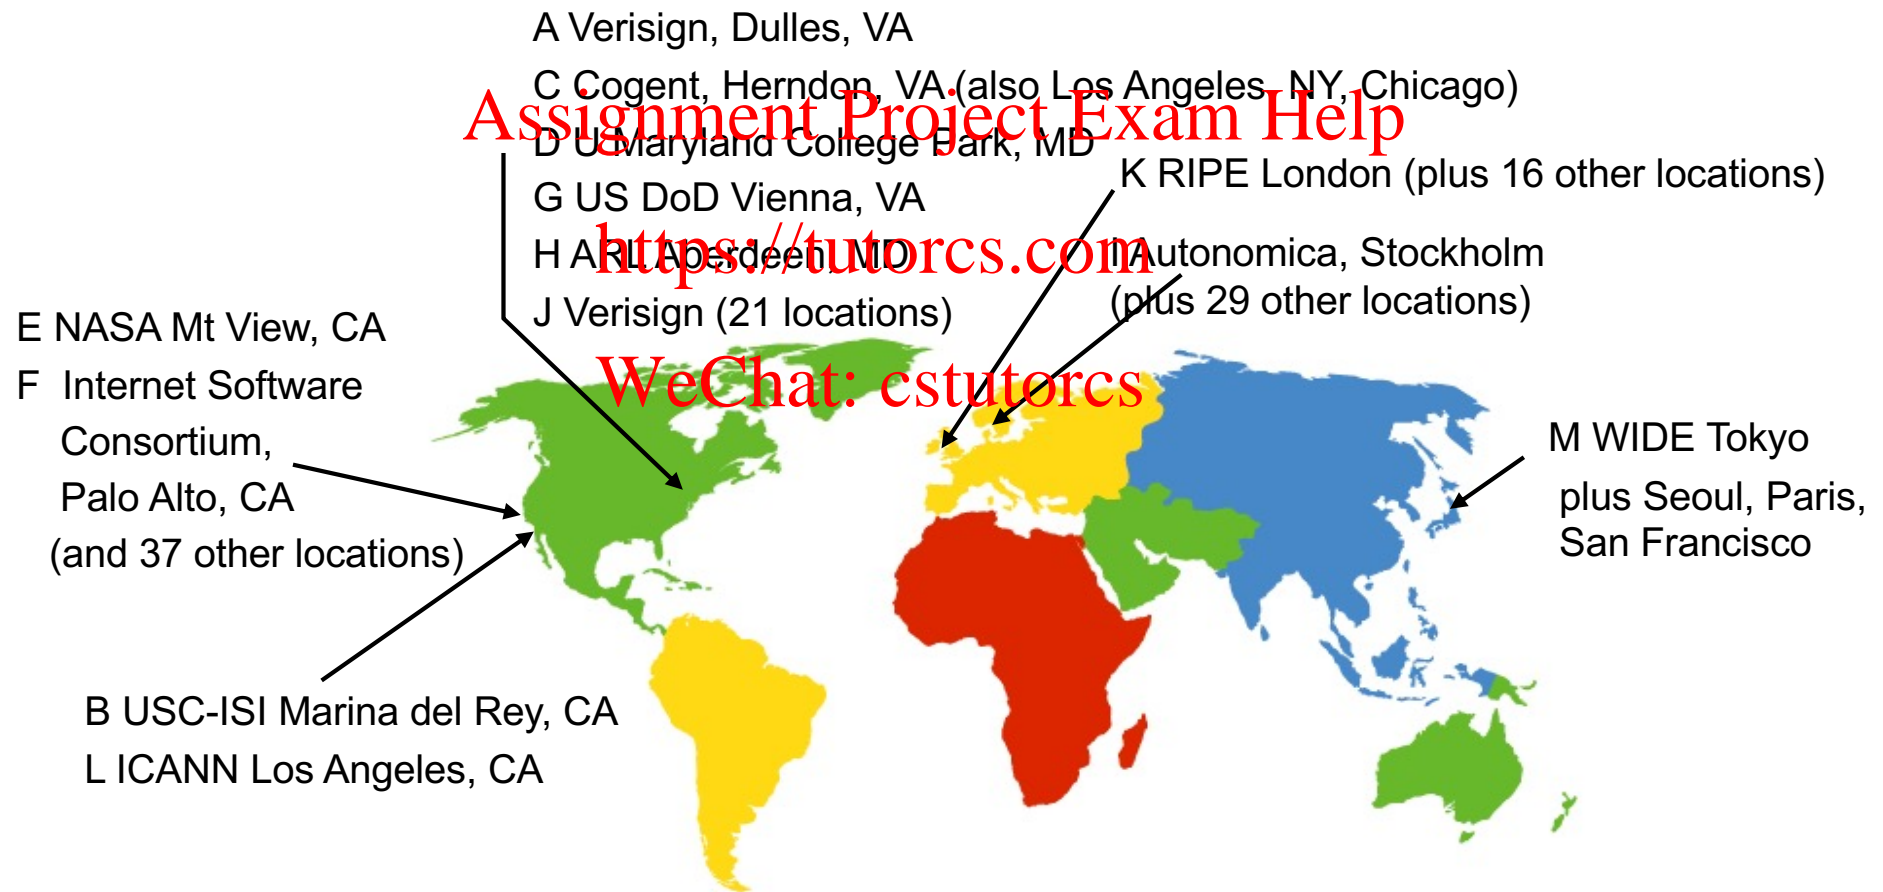 A Verisign, Dulles, VA
C Cogent, Herndon, VA (also Los Angeles, NY, Chicago)
Assignment Project Exam Help
D U Maryland College Park, MD
K RIPE London (plus 16 other locations)
G US DoD Vienna, VA
https://tutorcs.com
H ARL Aberdeen, MD
I Autonomica, Stockholm
(plus 29 other locations)
J Verisign (21 locations)
E NASA Mt View, CA
WeChat: cstutorcs
F Internet Software
Consortium,
Palo Alto, CA
(and 37 other locations)
M WIDE Tokyo
plus Seoul, Paris,
San Francisco
B USC-ISI Marina del Rey, CA
L ICANN Los Angeles, CA